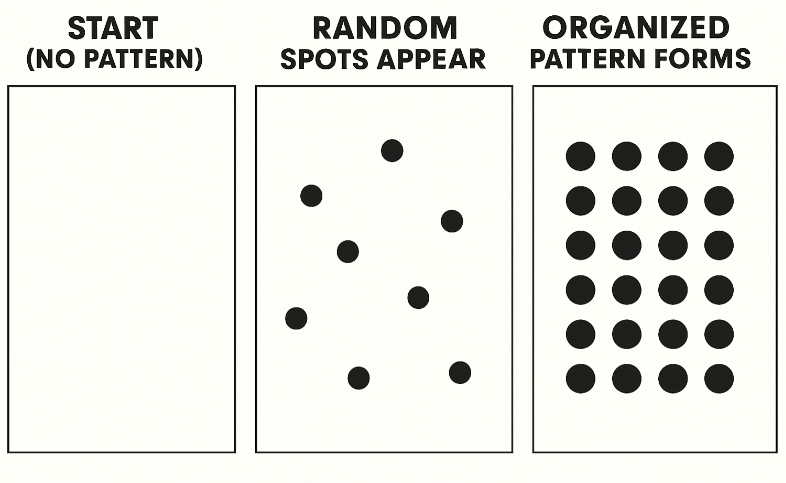 START
(NO PATTERN)
RANDOM
SPOTS APPEAR
ORGANIZED
PATTERN FORMS